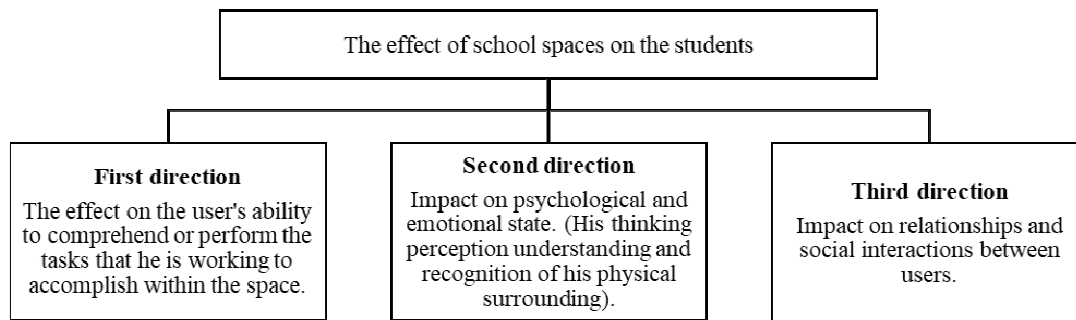 The effect of school spaces on the students
First direction
The effect on the user's ability
to comprehend or perform the
tasks that he is working to
accomplish within the space.
Second direction
Impact on psychological and
emotional state. (His thinking
perception understanding and
recognition of his physical
surrounding).
Third direction
Impact on relationships and
social interactions between
users.